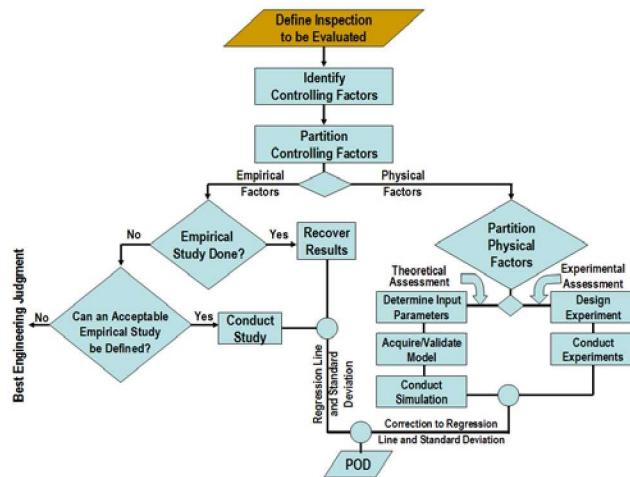 Define Inspection
to be Evaluated
Identify
Controlling Factors
Partition
Controlling Factors
Empirical
Factors
Physical
Factors
No
Empirical
Study Done?
Yes
Recover
Results
Partition
Physical
Factors
Theoretical
Assessment
Experimental
Assessment
Best Engineering Judgment
No
Can an Acceptable
Empirical Study
be Defined?
Yes
Conduct
Study
Regression Line
and Standard
Deviation
Determine Input
Parameters
Acquire/Validate
Model
Conduct
Simulation
Design
Experiment
Conduct
Experiments
Correction to Regression
Line and Standard Deviation
POD